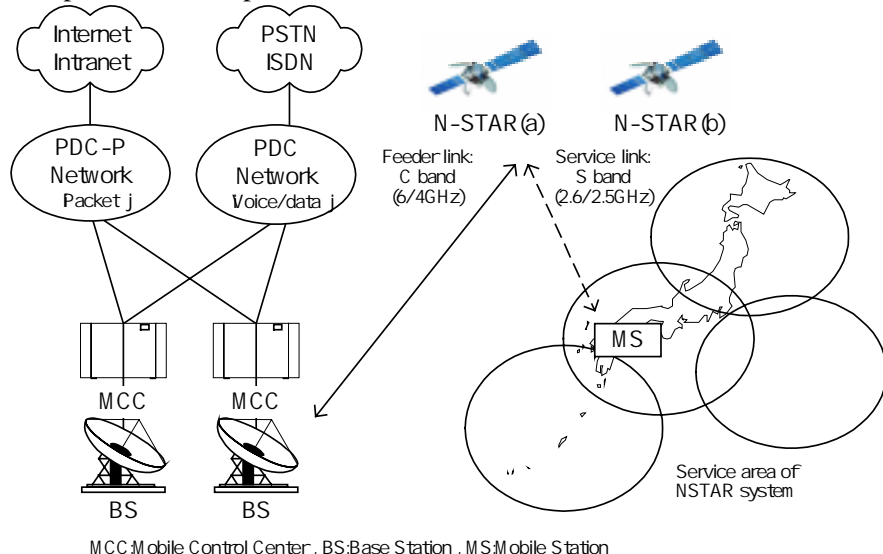 Internet
Intranet
PSTN
ISDN
N-STAR(a)
N-STAR(b)
PDC-P
Network
Packet j
PDC
Network
Voice/data j
Feeder link:
C band
(6/4GHz)
Service link:
S band
(2.6/2.5GHz)
MS
MCC
MCC
BS
BS
Service area of
NSTAR system
MCC:Mobile Control Center , BS:Base Station , MS:Mobile Station